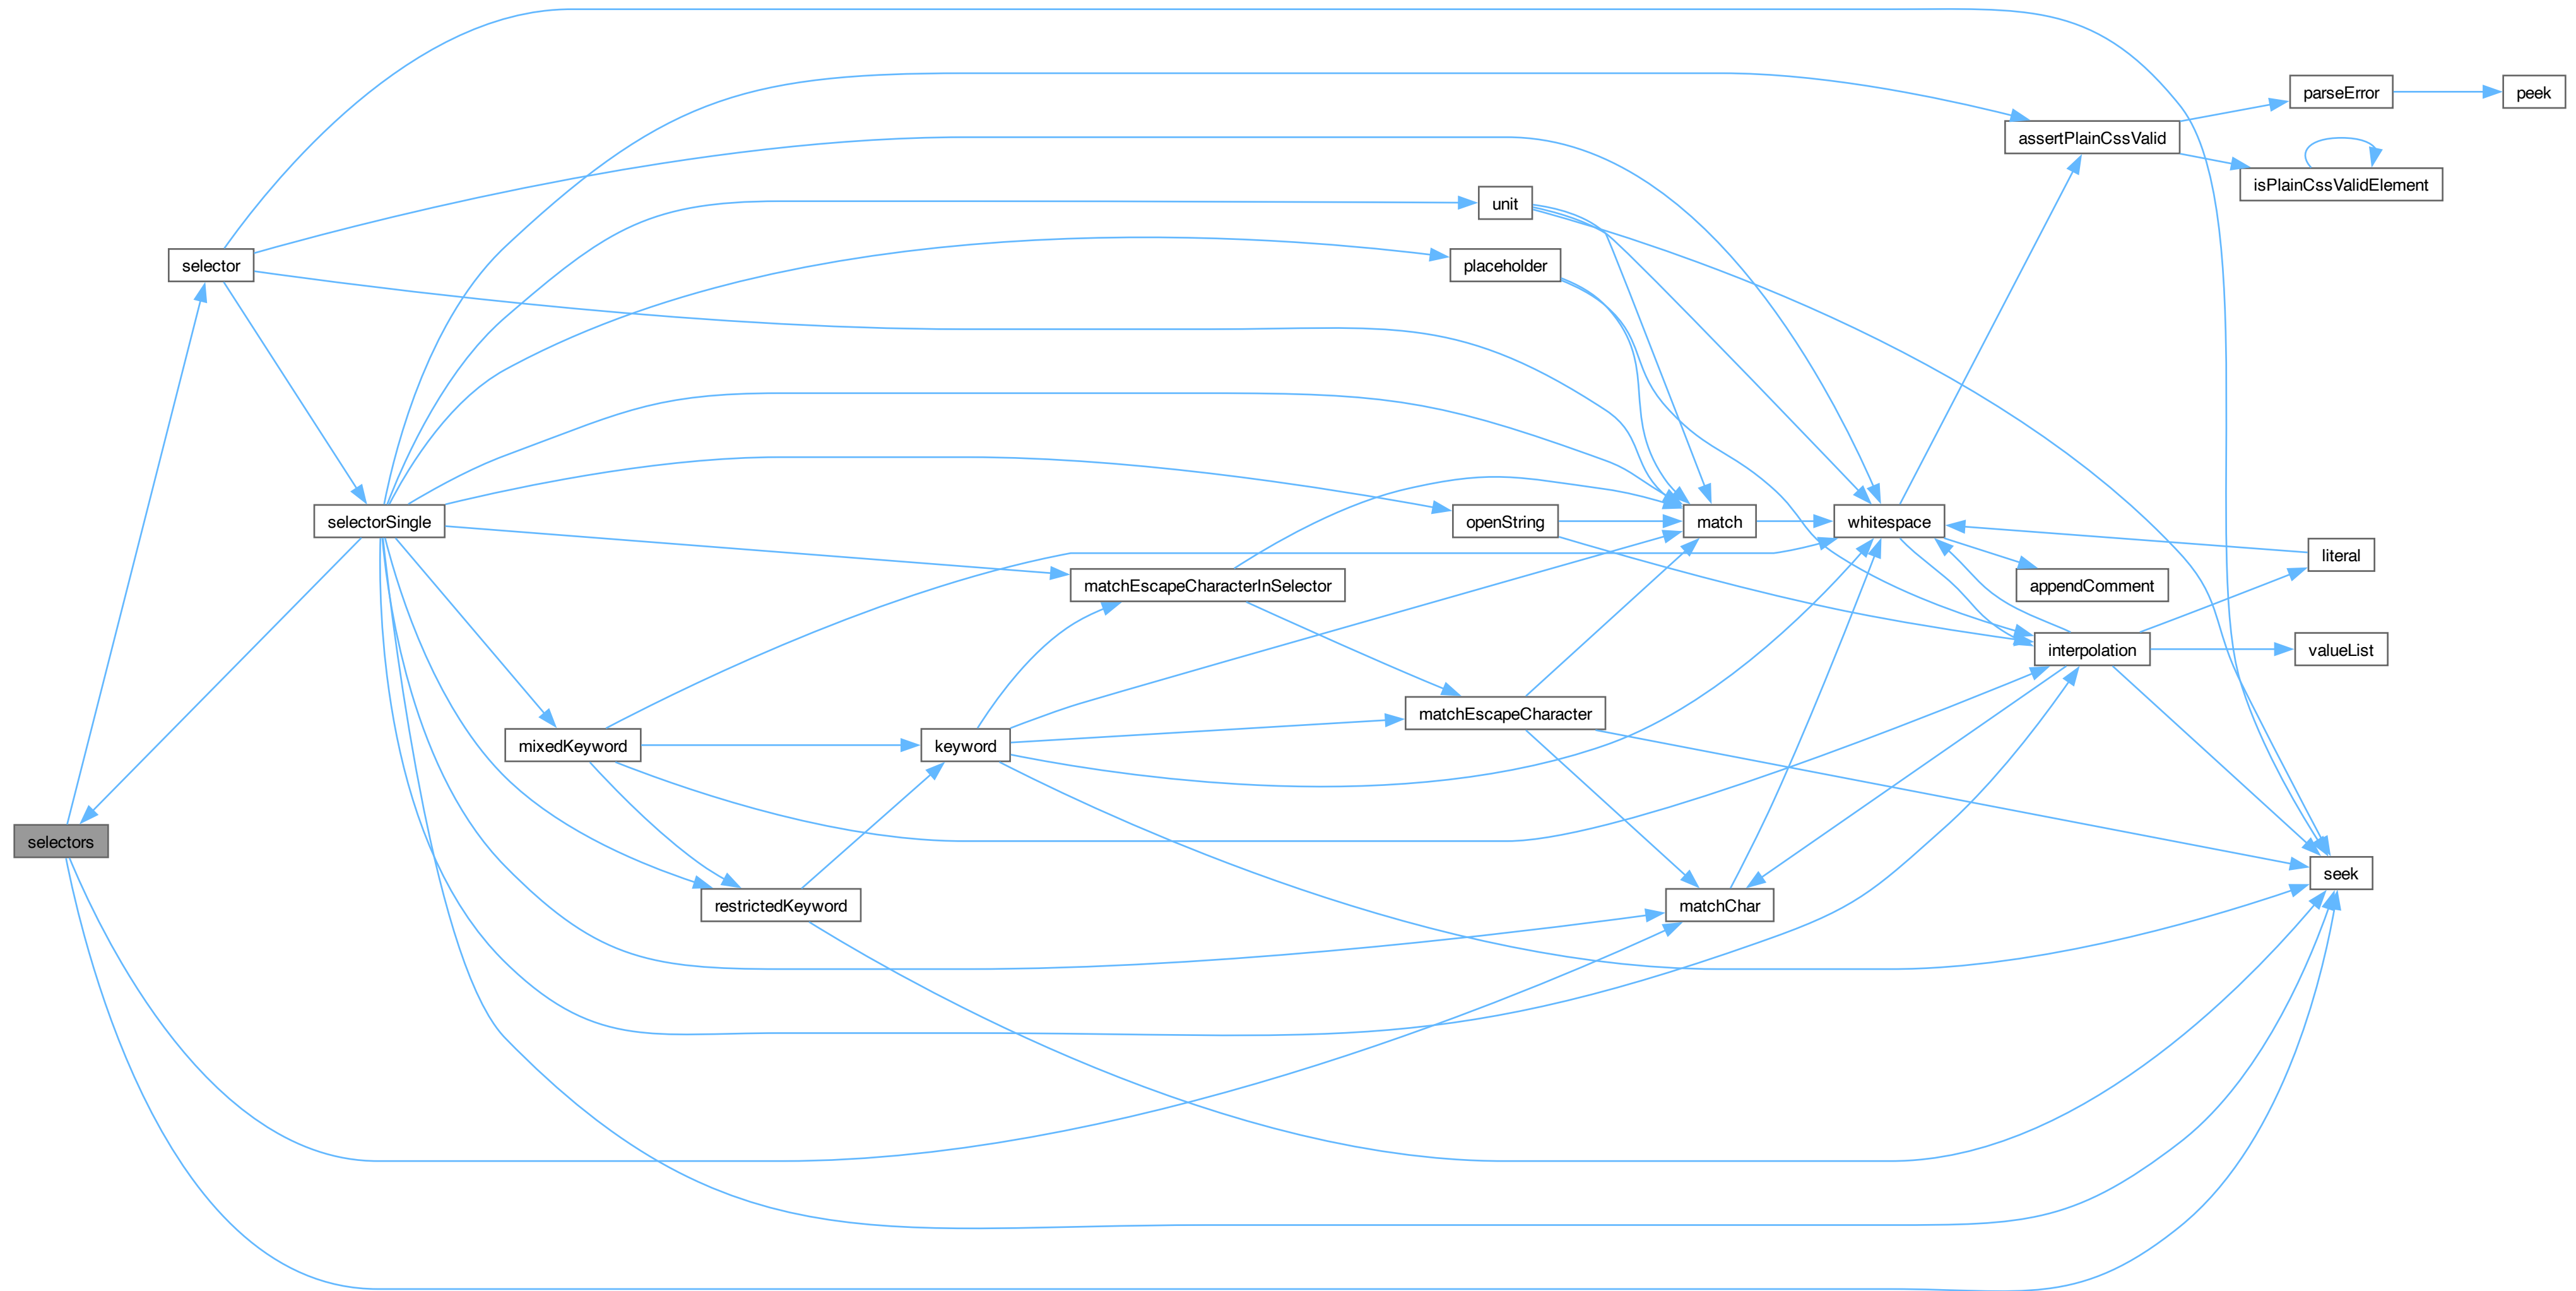 parseError
peek
assertPlainCssValid
isPlainCssValidElement
unit
selector
placeholder
selectorSingle
openString
match
whitespace
literal
matchEscapeCharacterInSelector
appendComment
interpolation
valueList
matchEscapeCharacter
mixedKeyword
keyword
selectors
seek
restrictedKeyword
matchChar